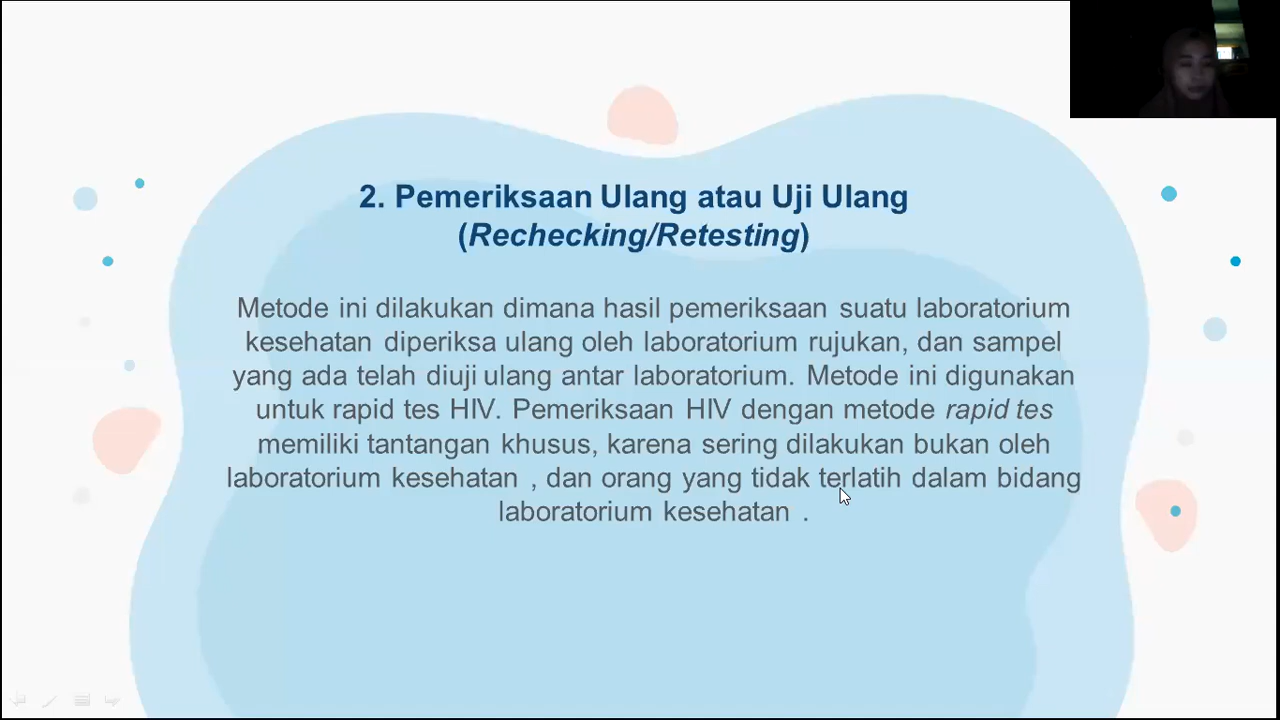 2. Pemeriksaan Ulang atau Uji Ulang
(Rechecking/Retesting)
Metode ini dilakukan dimana hasil pemeriksaan suatu laboratorium
kesehatan diperiksa ulang oleh laboratorium rujukan, dan sampel
yang ada telah diuji ulang antar laboratorium. Metode ini digunakan
untuk rapid tes HIV. Pemeriksaan HIV dengan metode rapid tes
memiliki tantangan khusus, karena sering dilakukan bukan oleh
laboratorium kesehatan , dan orang yang tidak terlatih dalam bidang
laboratorium kesehatan .